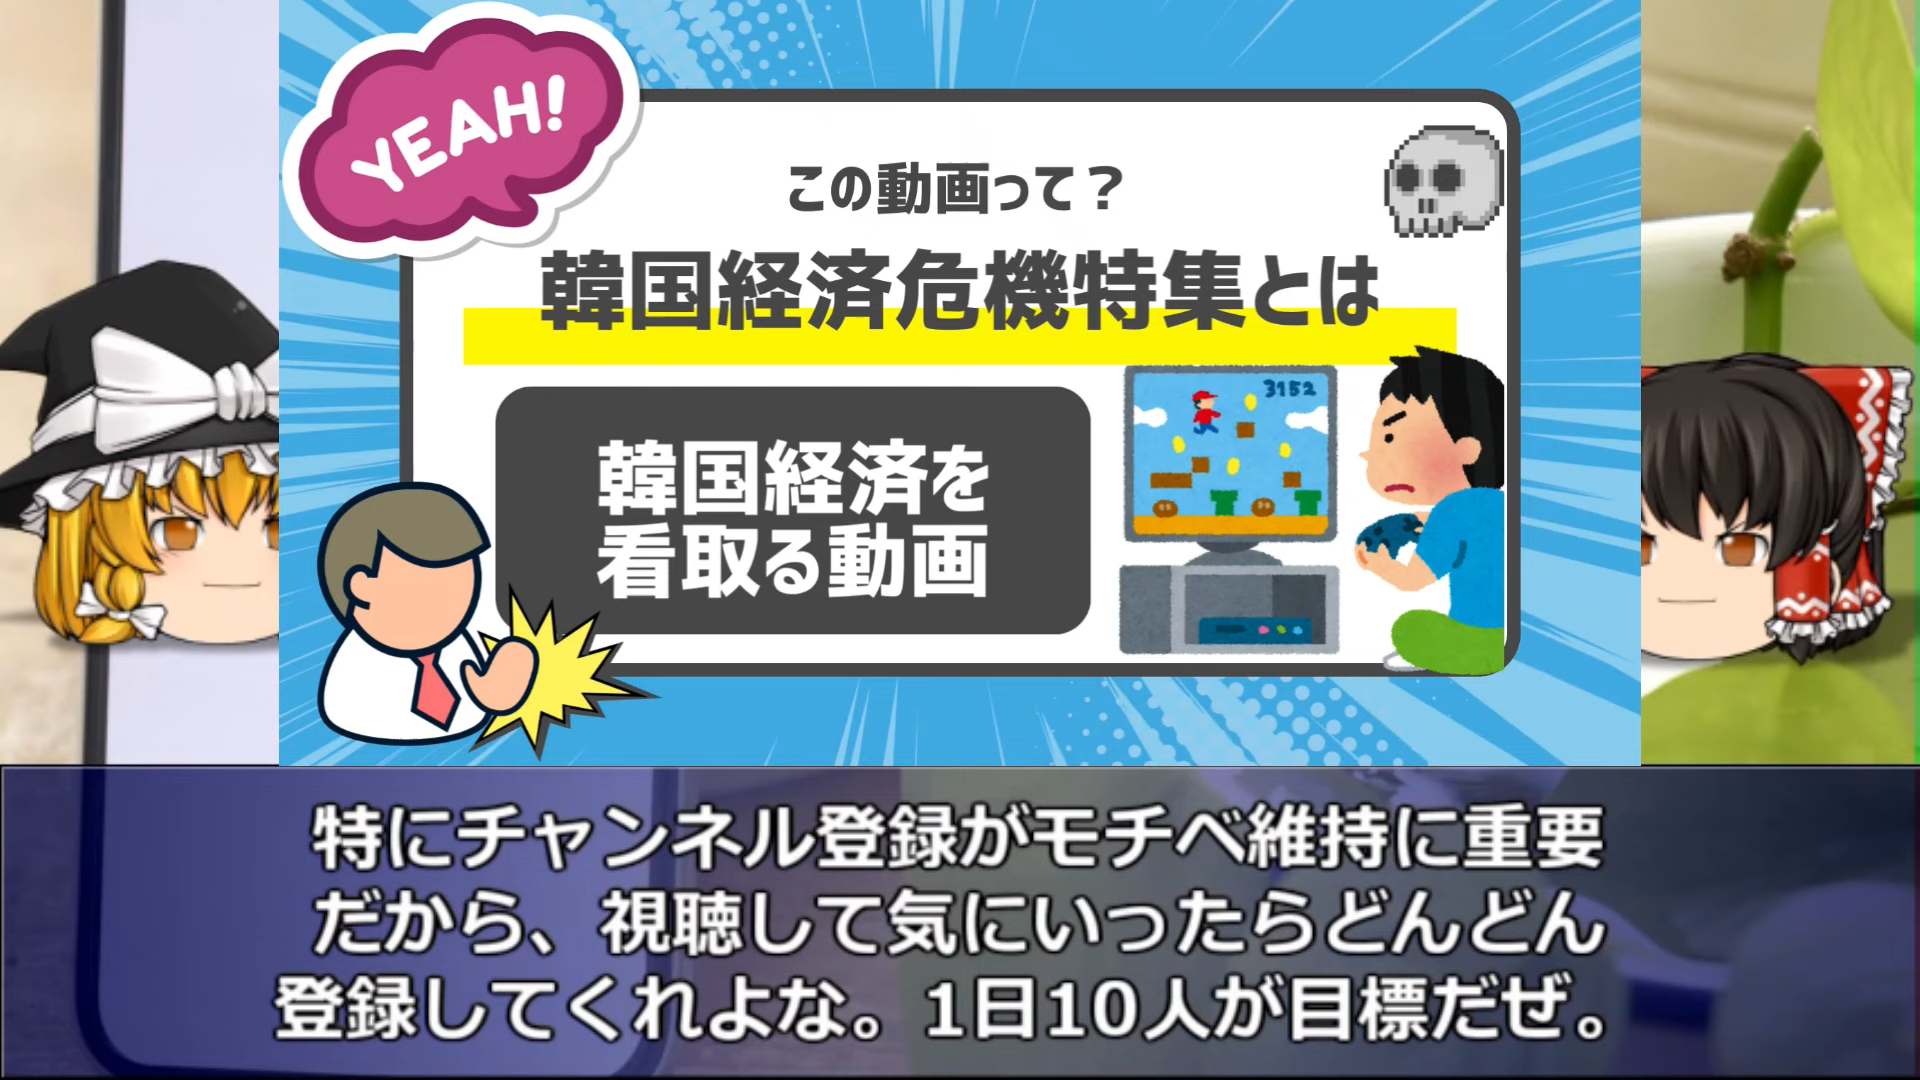 YEAH!
この動画って？
韓国経済危機特集とは
3152
韓国経済を
看取る動画
特にチャンネル登録がモチベ維持に重要
だから、視聴して気にいったらどんどん
登録してくれよな。1日10人が目標だぜ。